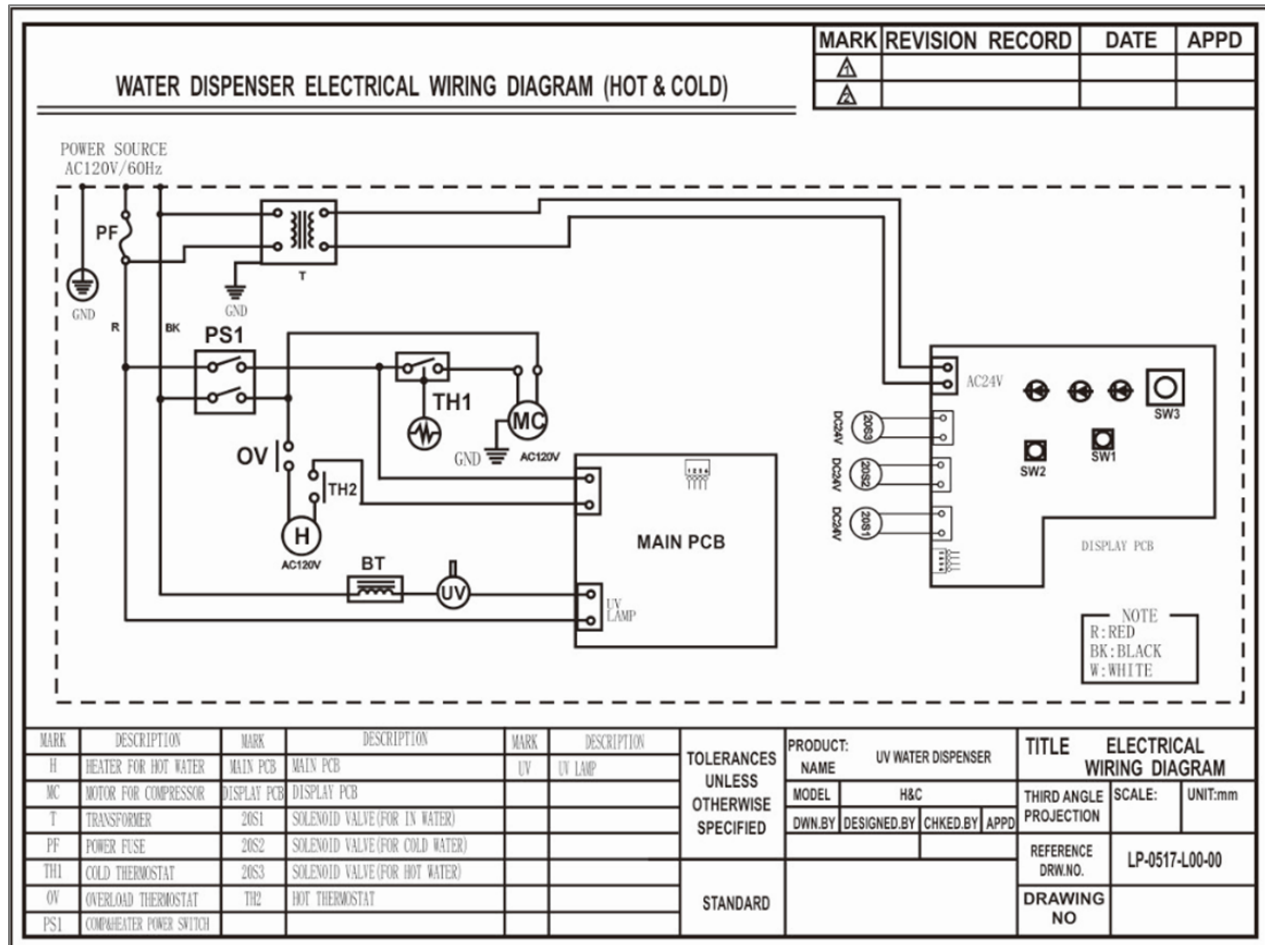 MARK REVISION RECORD DATE APPD
1
2
WATER DISPENSER ELECTRICAL WIRING DIAGRAM (HOT & COLD)
POWER SOURCE
AC120V/60Hz
PF
GND
T
GND
R
BK
PS1
TH1
MC
GND
AC120V
OV
TH2
H
AC120V
BT
UV
1 2 3 4
MAIN PCB
UV
LAMP
AC24V
DC24V
20S3
DC24V
20S2
DC24V
20S1
SW3
SW2
SW1
DISPLAY PCB
NOTE
R:RED
BK:BLACK
W:WHITE
MARK DESCRIPTION MARK DESCRIPTION MARK DESCRIPTION
H HEATER FOR HOT WATER MAIN PCB MAIN PCB UV UV LAMP
MC MOTOR FOR COMPRESSOR DISPLAY PCB DISPLAY PCB
T TRANSFORMER 20S1 SOLENOID VALVE(FOR IN WATER)
PF POWER FUSE 20S2 SOLENOID VALVE(FOR COLD WATER)
TH1 COLD THERMOSTAT 20S3 SOLENOID VALVE(FOR HOT WATER)
OV OVERLOAD THERMOSTAT TH2 HOT THERMOSTAT
PS1 COMP&HEATER POWER SWITCH
TOLERANCES
UNLESS
OTHERWISE
SPECIFIED
STANDARD
PRODUCT:
NAME
UV WATER DISPENSER
MODEL H&C
DWN.BY DESIGNED.BY CHKED.BY APPD
TITLE ELECTRICAL
WIRING DIAGRAM
THIRD ANGLE
PROJECTION
SCALE: UNIT:mm
REFERENCE
DRW.NO.
LP-0517-L00-00
DRAWING
NO